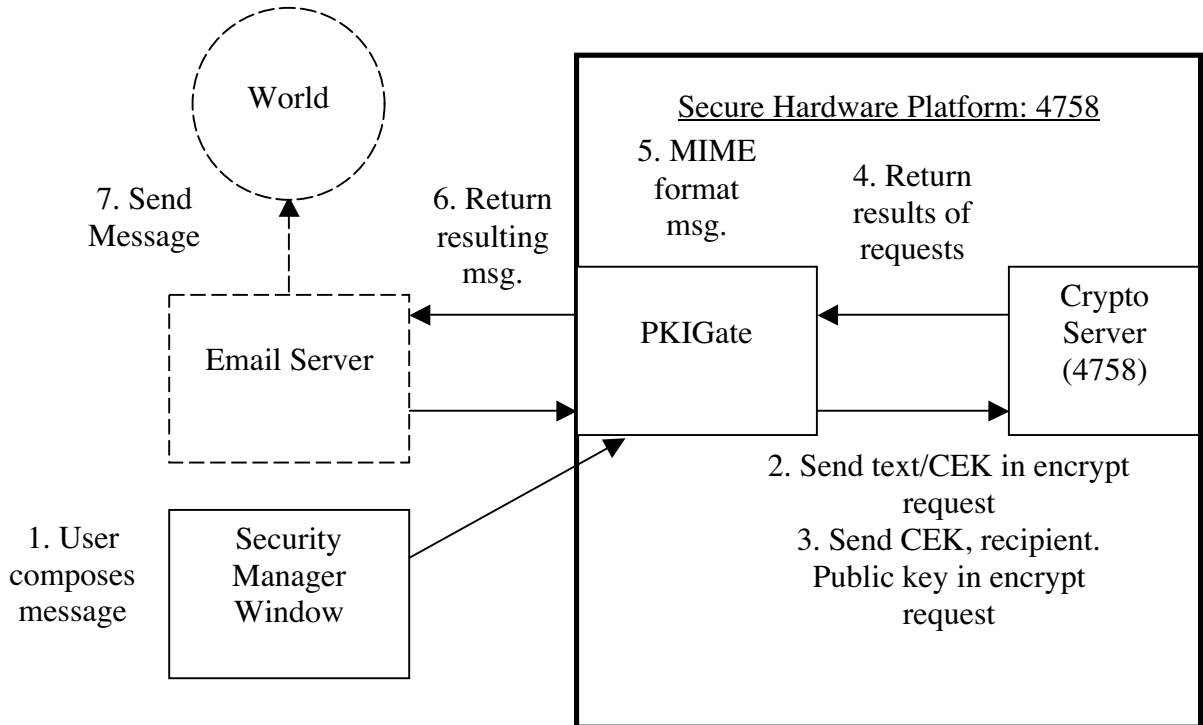 World
Secure Hardware Platform: 4758
7. Send
Message
6. Return
resulting
msg.
5. MIME
format
msg.
4. Return
results of
requests
Email Server
PKIGate
Crypto
Server
(4758)
2. Send text/CEK in encrypt
request
3. Send CEK, recipient.
Public key in encrypt
request
1. User
composes
message
Security
Manager
Window